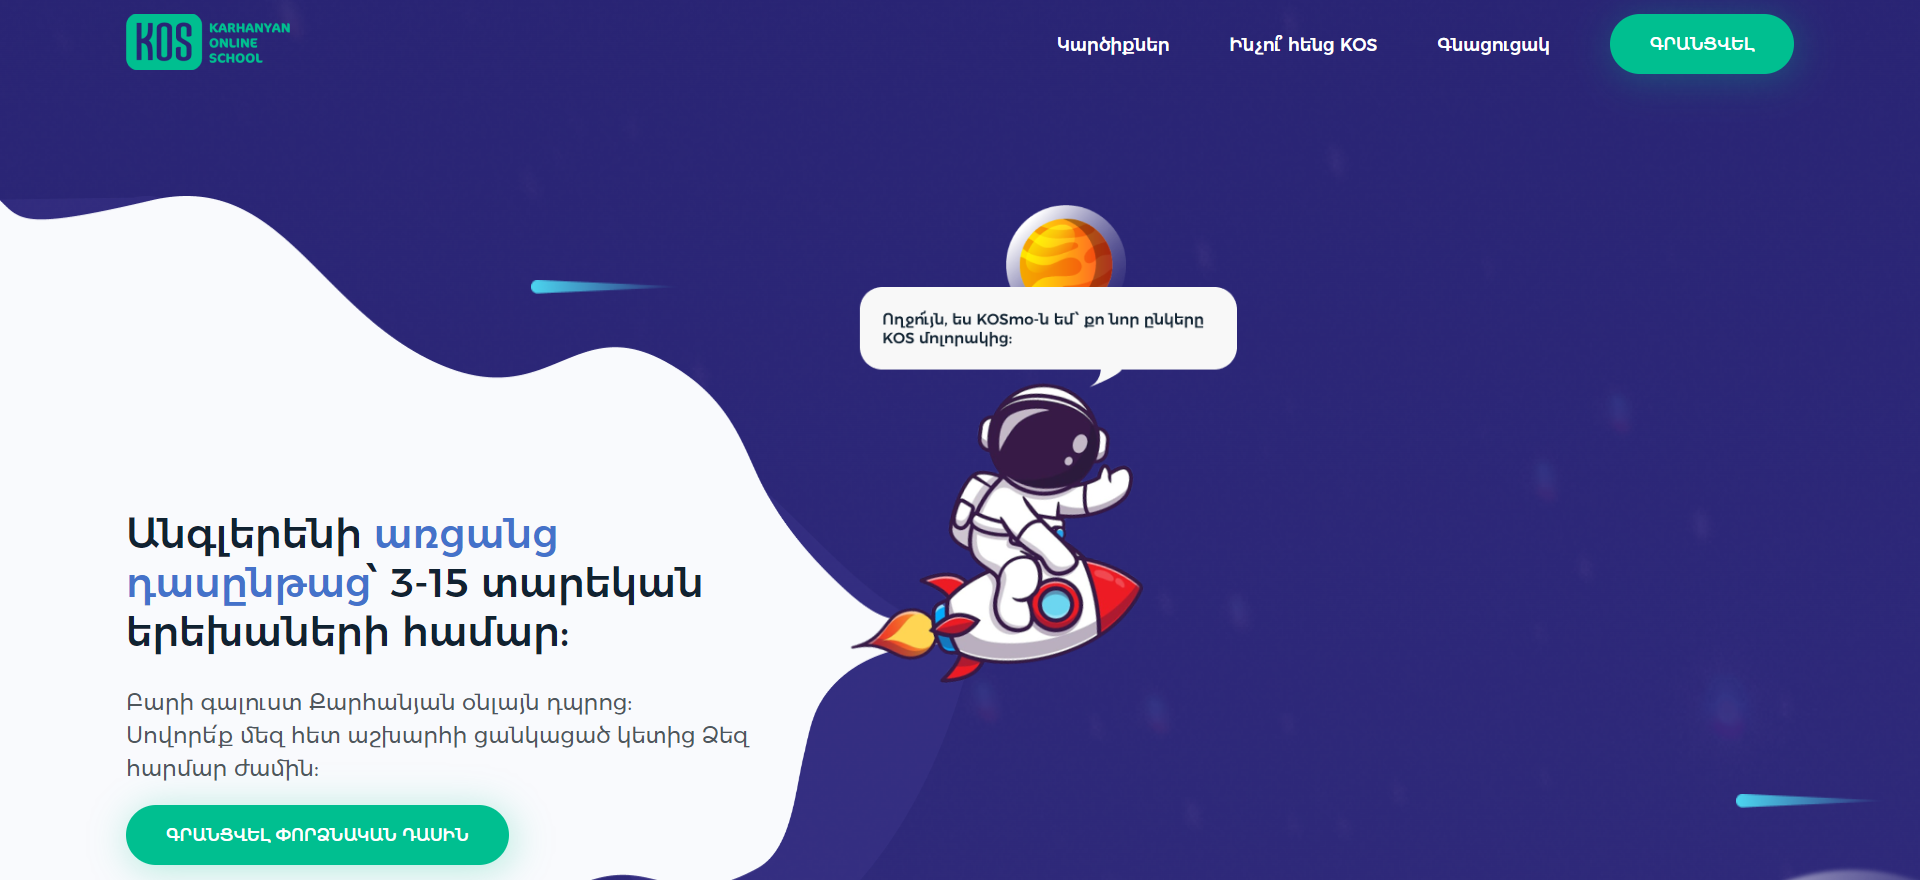 KOS
KARHANYAN
ONLINE
SCHOOL
Կարծիքներ
Ինչո՞ւ հենց KOS
Գնացուցակ
ԳՐԱՆՑՎԵԼ
Ողջո՜ւյն, ես KOSmo-ն եմ՝ քո նոր ընկերը
KOS մոլորակից։
Անգլերենի առցանց
դասընթաց՝ 3-15 տարեկան
երեխաների համար։
Բարի գալուստ Քարհանյան օնլայն դպրոց։
Սովորե՛ք մեզ հետ աշխարհի ցանկացած կետից Ձեզ
հարմար ժամին։
ԳՐԱՆՑՎԵԼ ՓՈՐՁՆԱԿԱՆ ԴԱՍԻՆ